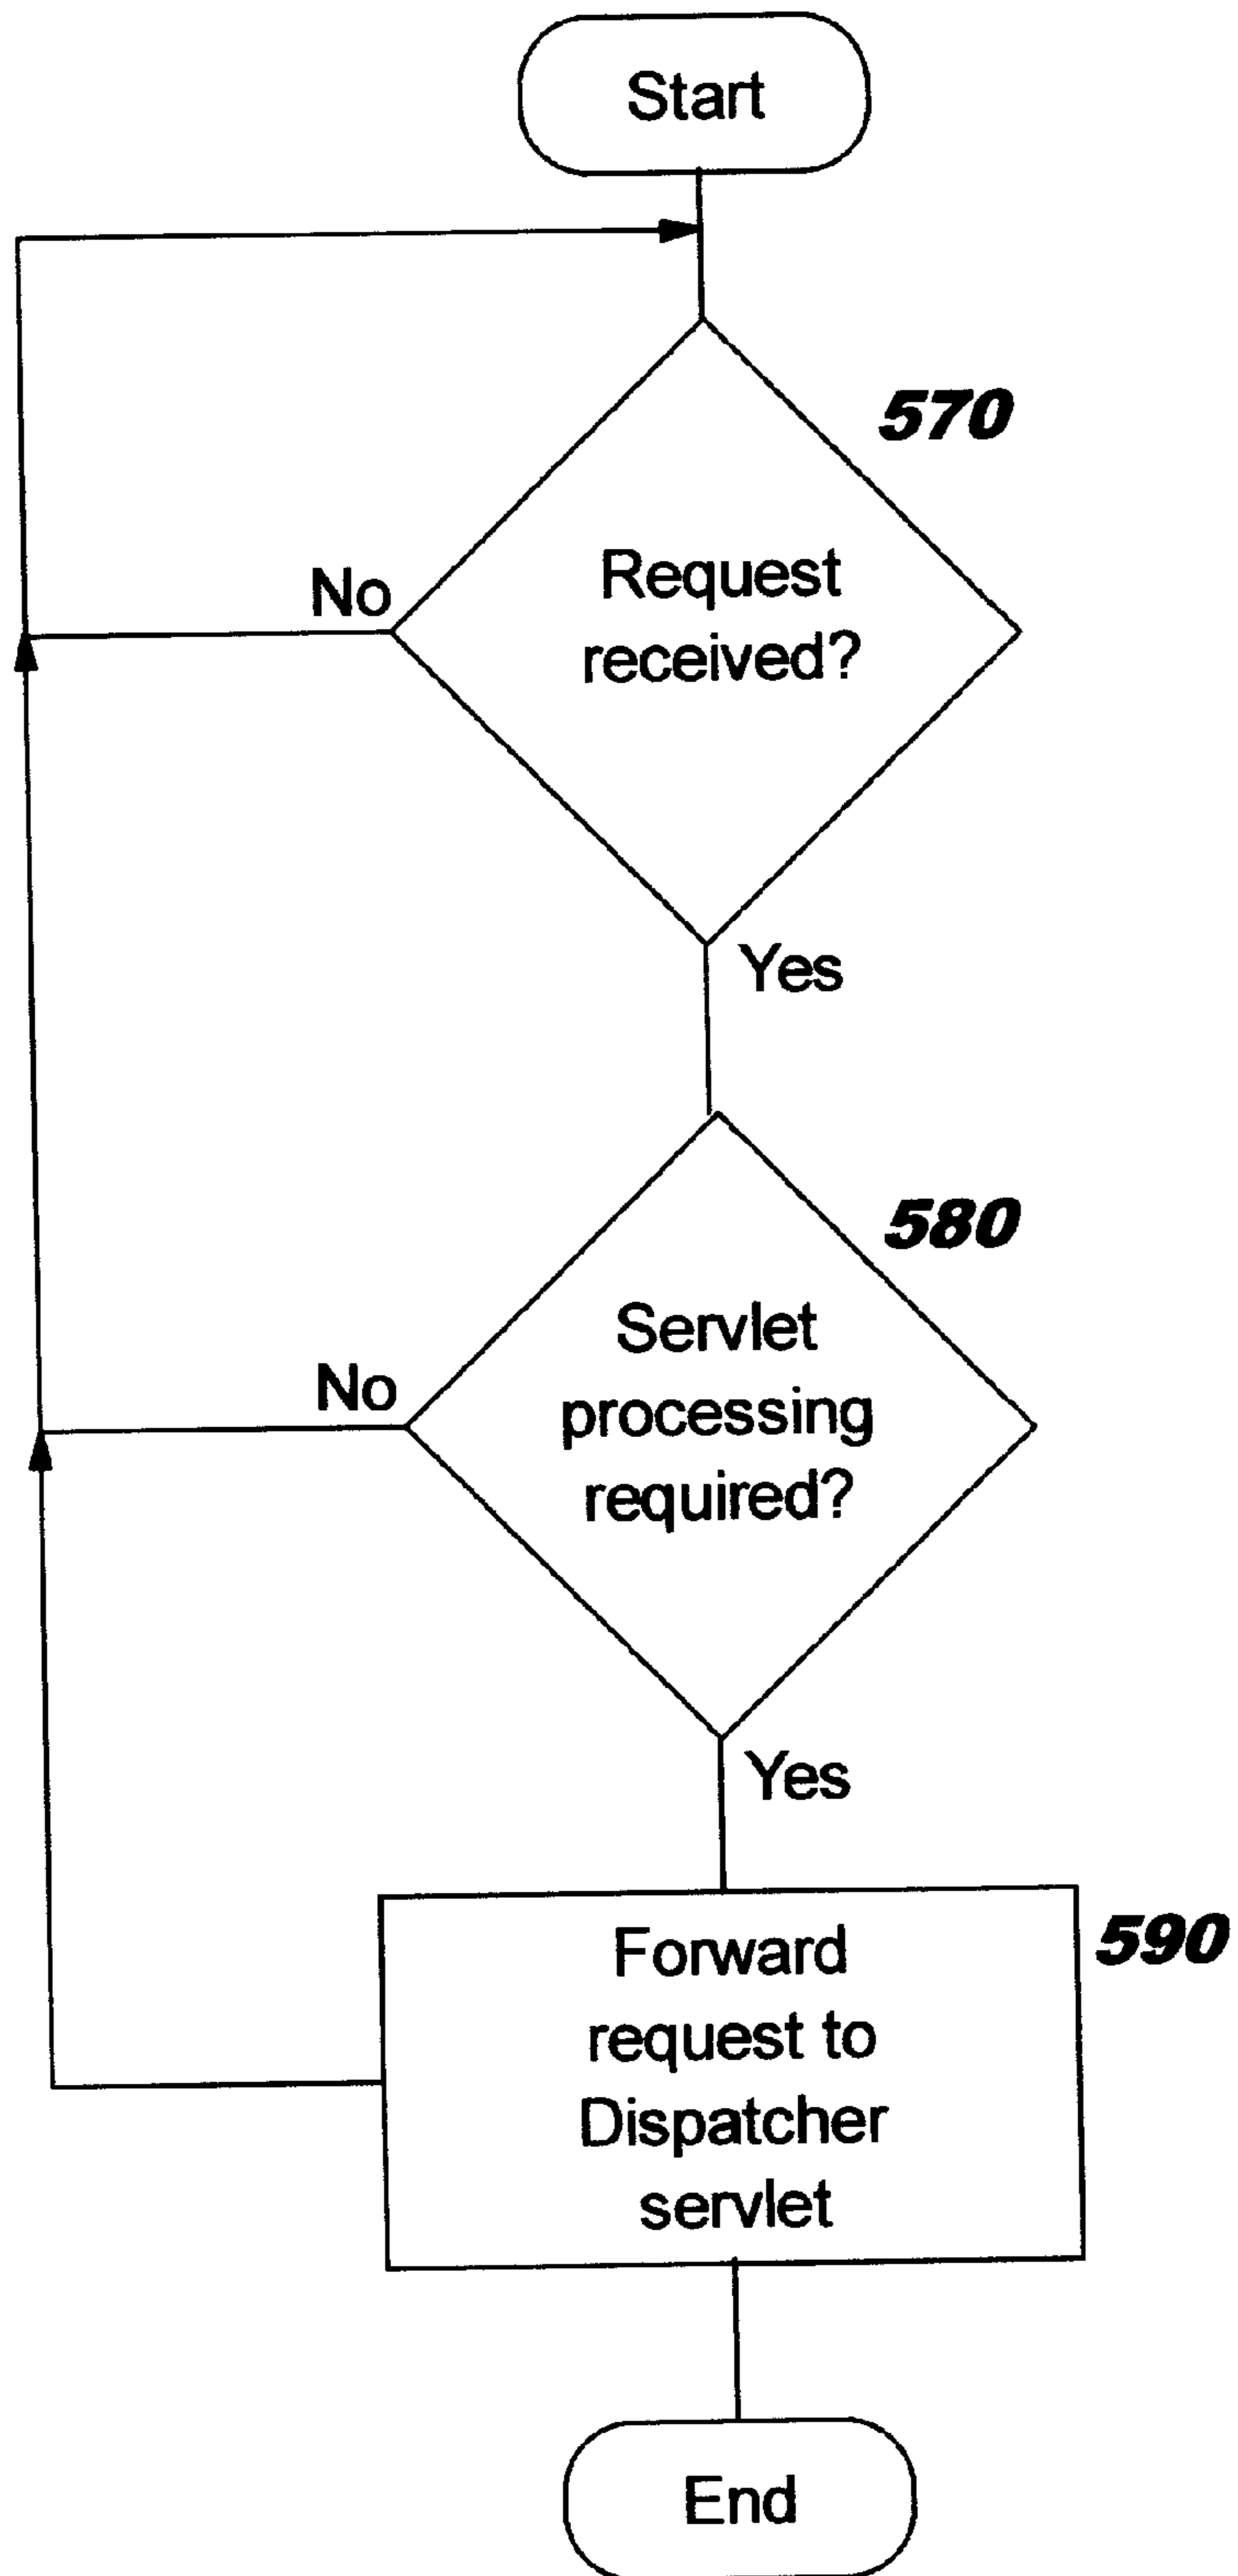 Start
570
Request
received?
No
Yes
580
Servlet
processing
required?
No
Yes
590
Forward
request to
Dispatcher
servlet
End